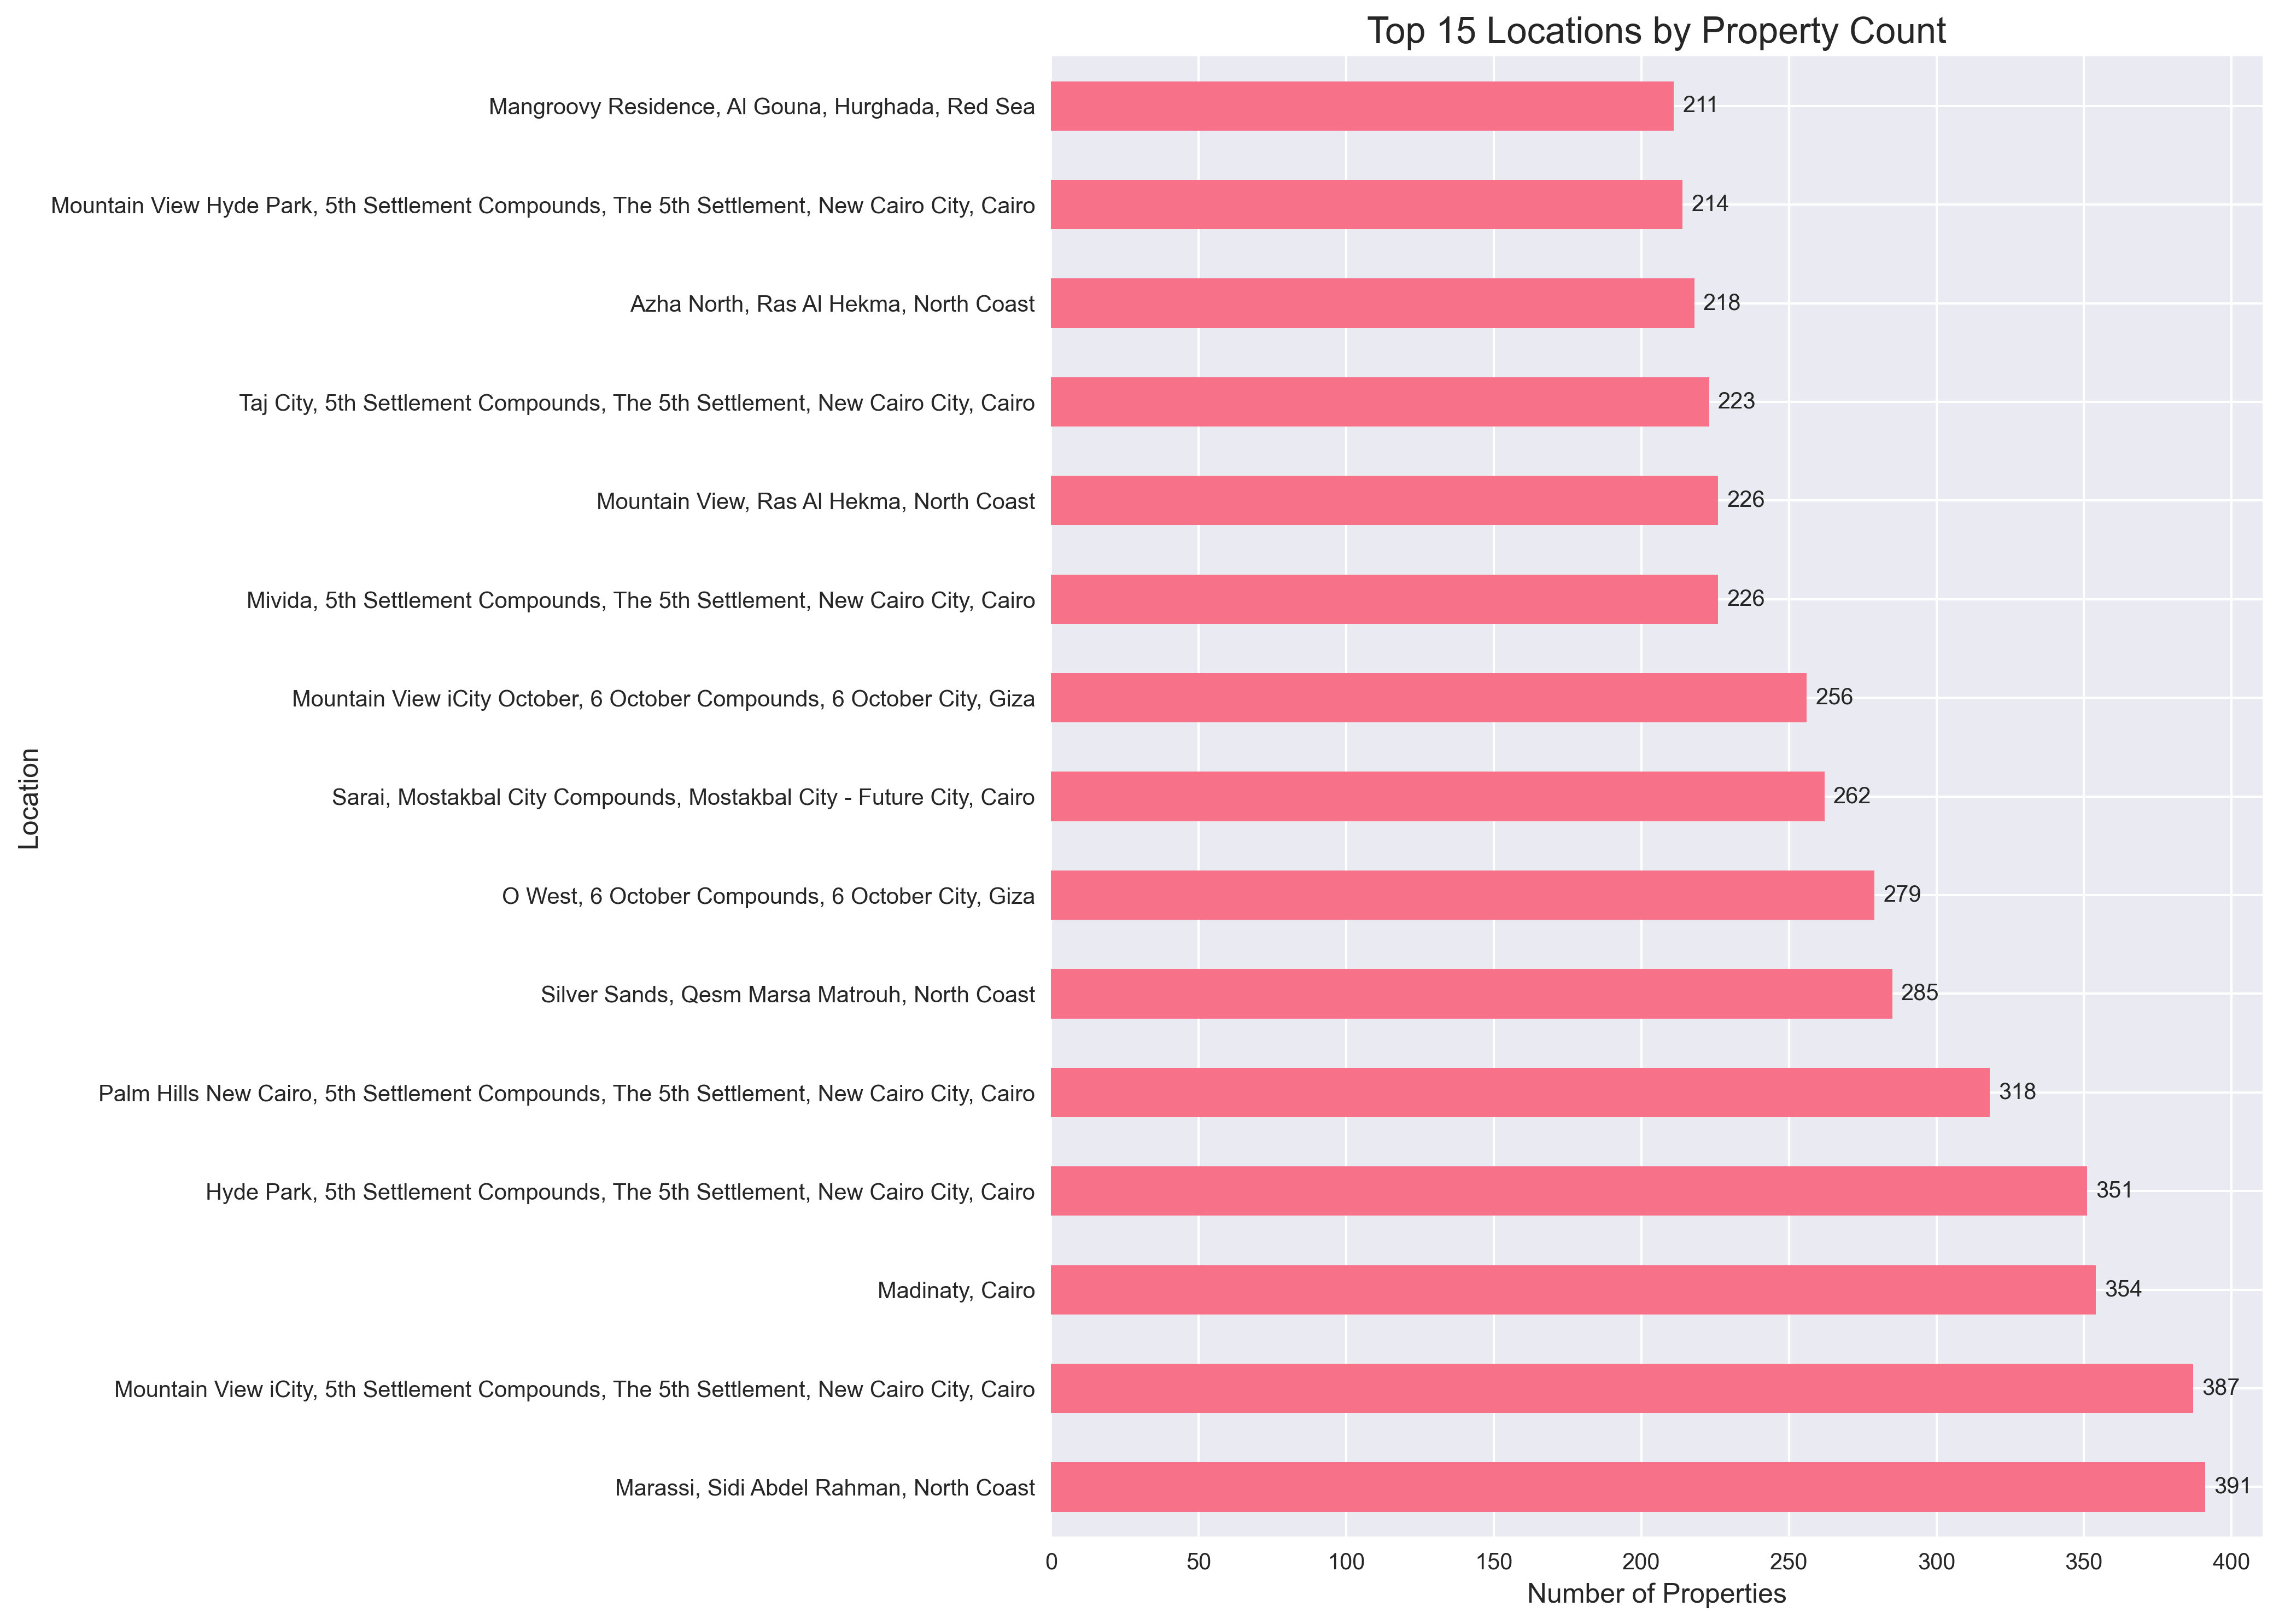 Top 15 Locations by Property Count
Mangroovy Residence, Al Gouna, Hurghada, Red Sea
211
Mountain View Hyde Park, 5th Settlement Compounds, The 5th Settlement, New Cairo City, Cairo
214
Azha North, Ras Al Hekma, North Coast
218
Taj City, 5th Settlement Compounds, The 5th Settlement, New Cairo City, Cairo
223
Mountain View, Ras Al Hekma, North Coast
226
Mivida, 5th Settlement Compounds, The 5th Settlement, New Cairo City, Cairo
226
Mountain View iCity October, 6 October Compounds, 6 October City, Giza
256
Sarai, Mostakbal City Compounds, Mostakbal City - Future City, Cairo
262
O West, 6 October Compounds, 6 October City, Giza
279
Silver Sands, Qesm Marsa Matrouh, North Coast
285
Palm Hills New Cairo, 5th Settlement Compounds, The 5th Settlement, New Cairo City, Cairo
318
Hyde Park, 5th Settlement Compounds, The 5th Settlement, New Cairo City, Cairo
351
Madinaty, Cairo
354
Mountain View iCity, 5th Settlement Compounds, The 5th Settlement, New Cairo City, Cairo
387
Marassi, Sidi Abdel Rahman, North Coast
391
Location
0 50 100 150 200 250 300 350 400
Number of Properties